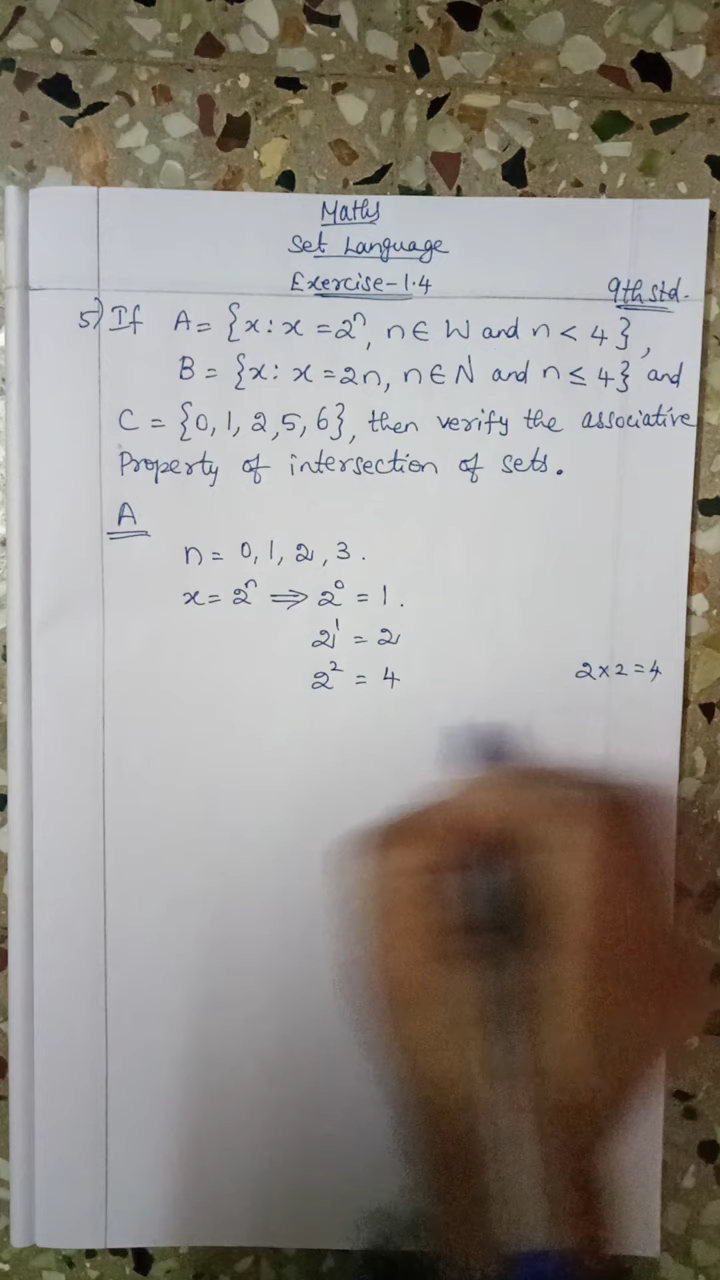 Maths
Set Language
Exercise-1.4
9th std.
5) If A = {x : x = 2ⁿ, n ∈ W and n < 4},
B = {x : x = 2n, n ∈ N and n ≤ 4} and
C = {0, 1, 2, 5, 6}, then verify the associative
Property of intersection of sets.
A
n = 0, 1, 2, 3.
x = 2ⁿ ⟹ 2⁰ = 1.
2¹ = 2
2² = 4 2 × 2 = 4